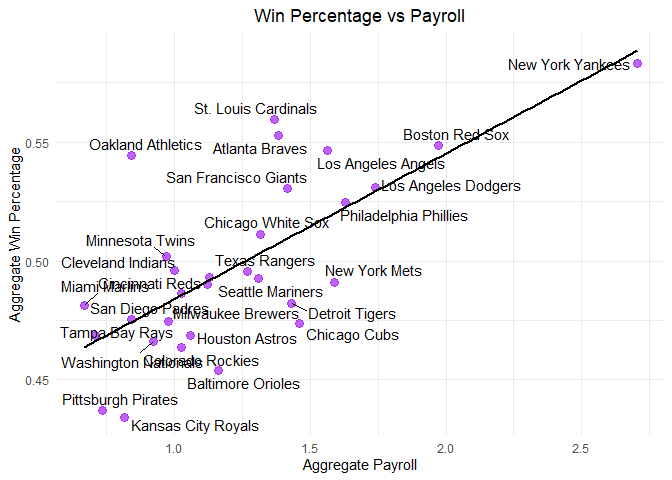 Win Percentage vs Payroll
New York Yankees
St. Louis Cardinals
Boston Red Sox
Oakland Athletics
Atlanta Braves
0.55
Los Angeles Angels
San Francisco Giants
Los Angeles Dodgers
Philadelphia Phillies
Chicago White Sox
Minnesota Twins
Cleveland Indians
Texas Rangers
0.50
New York Mets
Miami Marlins
Cincinnati Reds
Seattle Mariners
San Diego Padres
Milwaukee Brewers
Detroit Tigers
Tampa Bay Rays
Houston Astros
Chicago Cubs
Washington Nationals
Colorado Rockies
0.45
Baltimore Orioles
Pittsburgh Pirates
Kansas City Royals
Aggregate Win Percentage
1.0
1.5
2.0
2.5
Aggregate Payroll